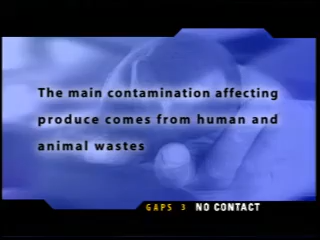 The main contamination affecting
produce comes from human and
animal wastes
GAPS 3 NO CONTACT